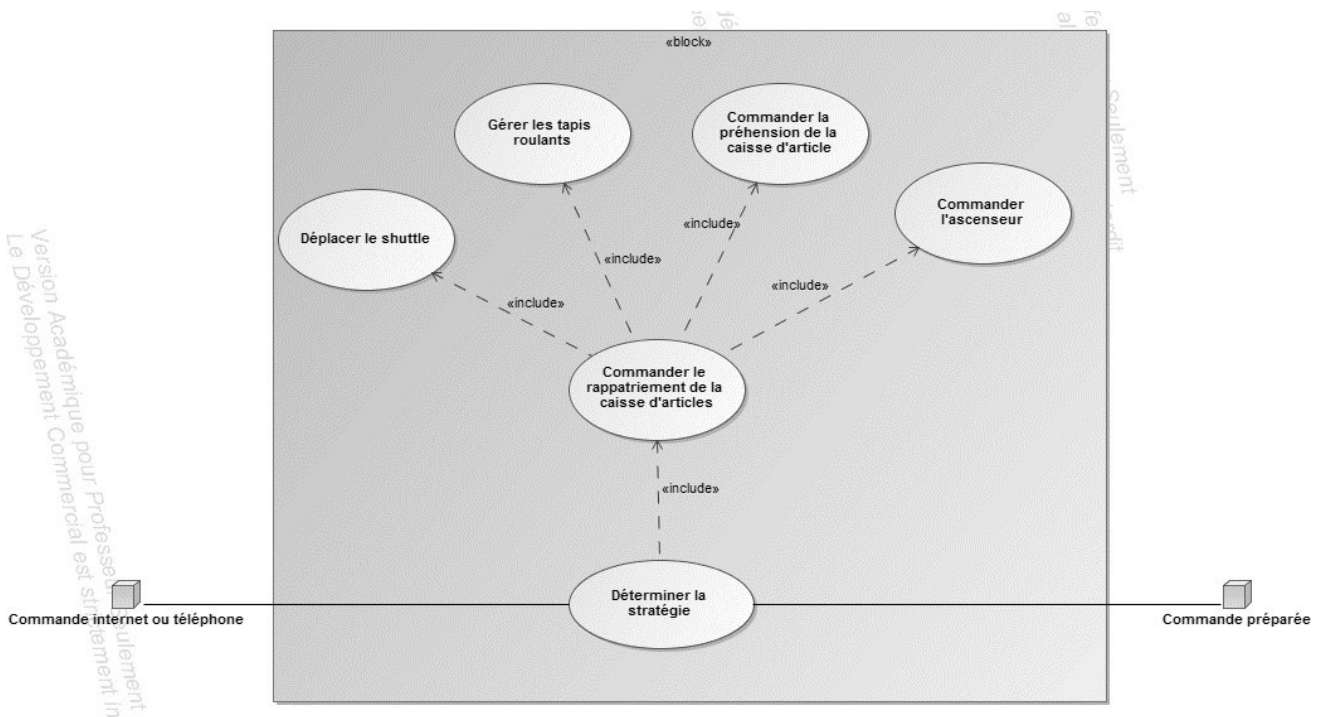 «block»
Gérer les tapis
roulants
Commander la
préhension de la
caisse d'article
Commander
l'ascenseur
Déplacer le shuttle
«include»
«include»
«include»
«include»
Commander le
rappatriement de la
caisse d'articles
«include»
Déterminer la
stratégie
Commande internet ou téléphone
Commande préparée
Version Académique pour Professeur Seulement
Le Développement Commercial est strictement in
Seulement